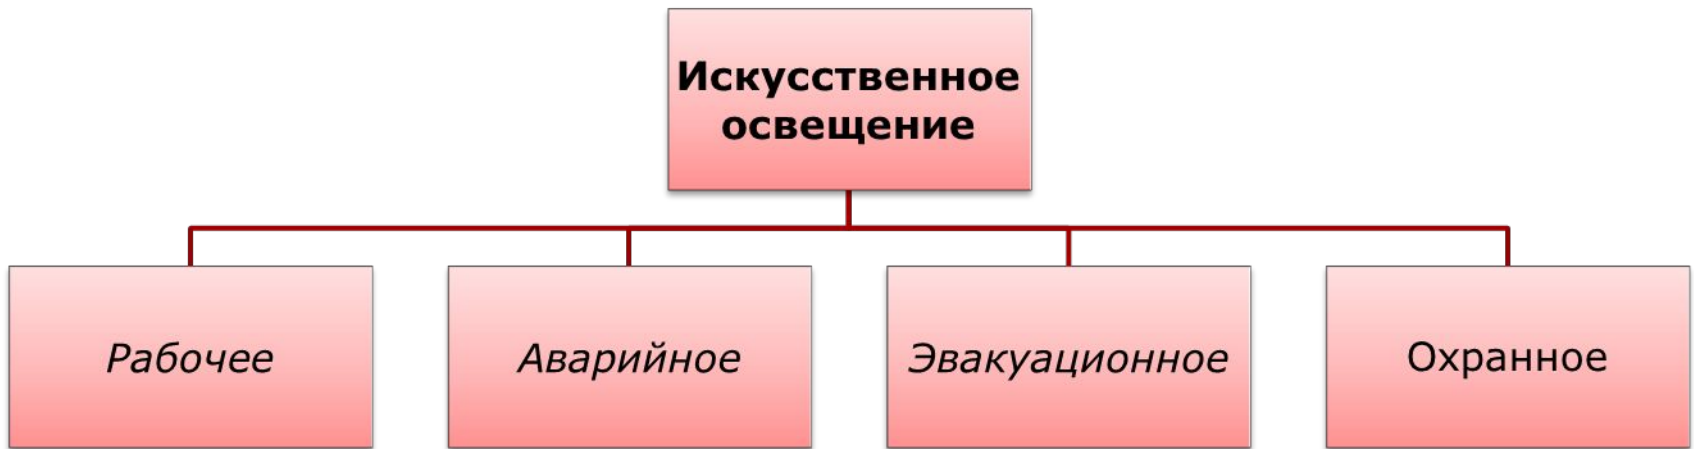 Искусственное
освещение
Рабочее
Аварийное
Эвакуационное
Охранное